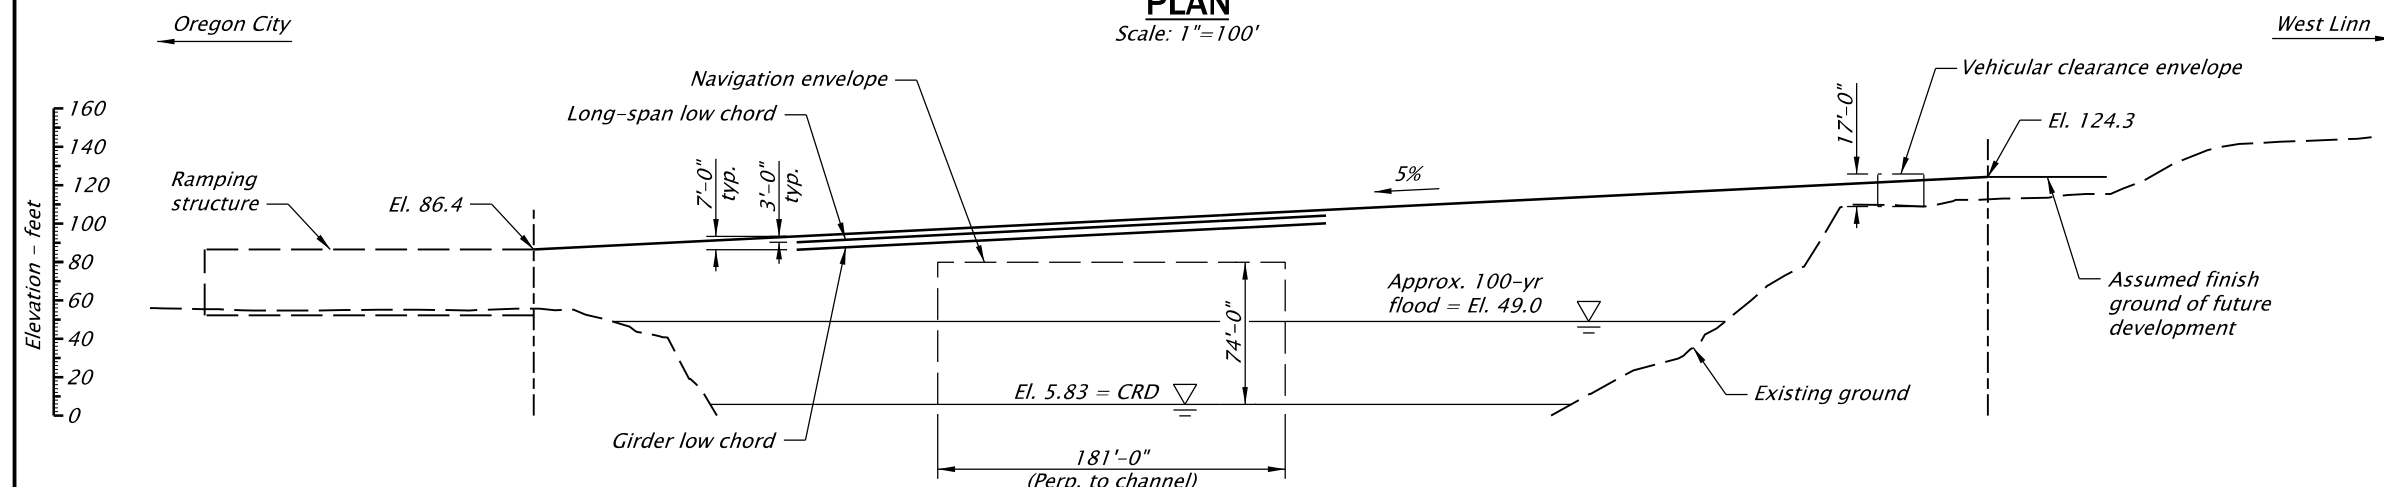 PLAN
Scale: 1"=100'
Oregon City
West Linn
Navigation envelope
Vehicular clearance envelope
Long-span low chord
17'-0"
El. 124.3
160
140
120
100
80
60
40
20
0
Elevation - feet
Ramping
structure
El. 86.4
7'-0"
typ.
3'-0"
typ.
5%
Approx. 100-yr
flood = El. 49.0
74'-0"
Assumed finish
ground of future
development
El. 5.83 = CRD
Existing ground
Girder low chord
181'-0"
(Perp. to channel)